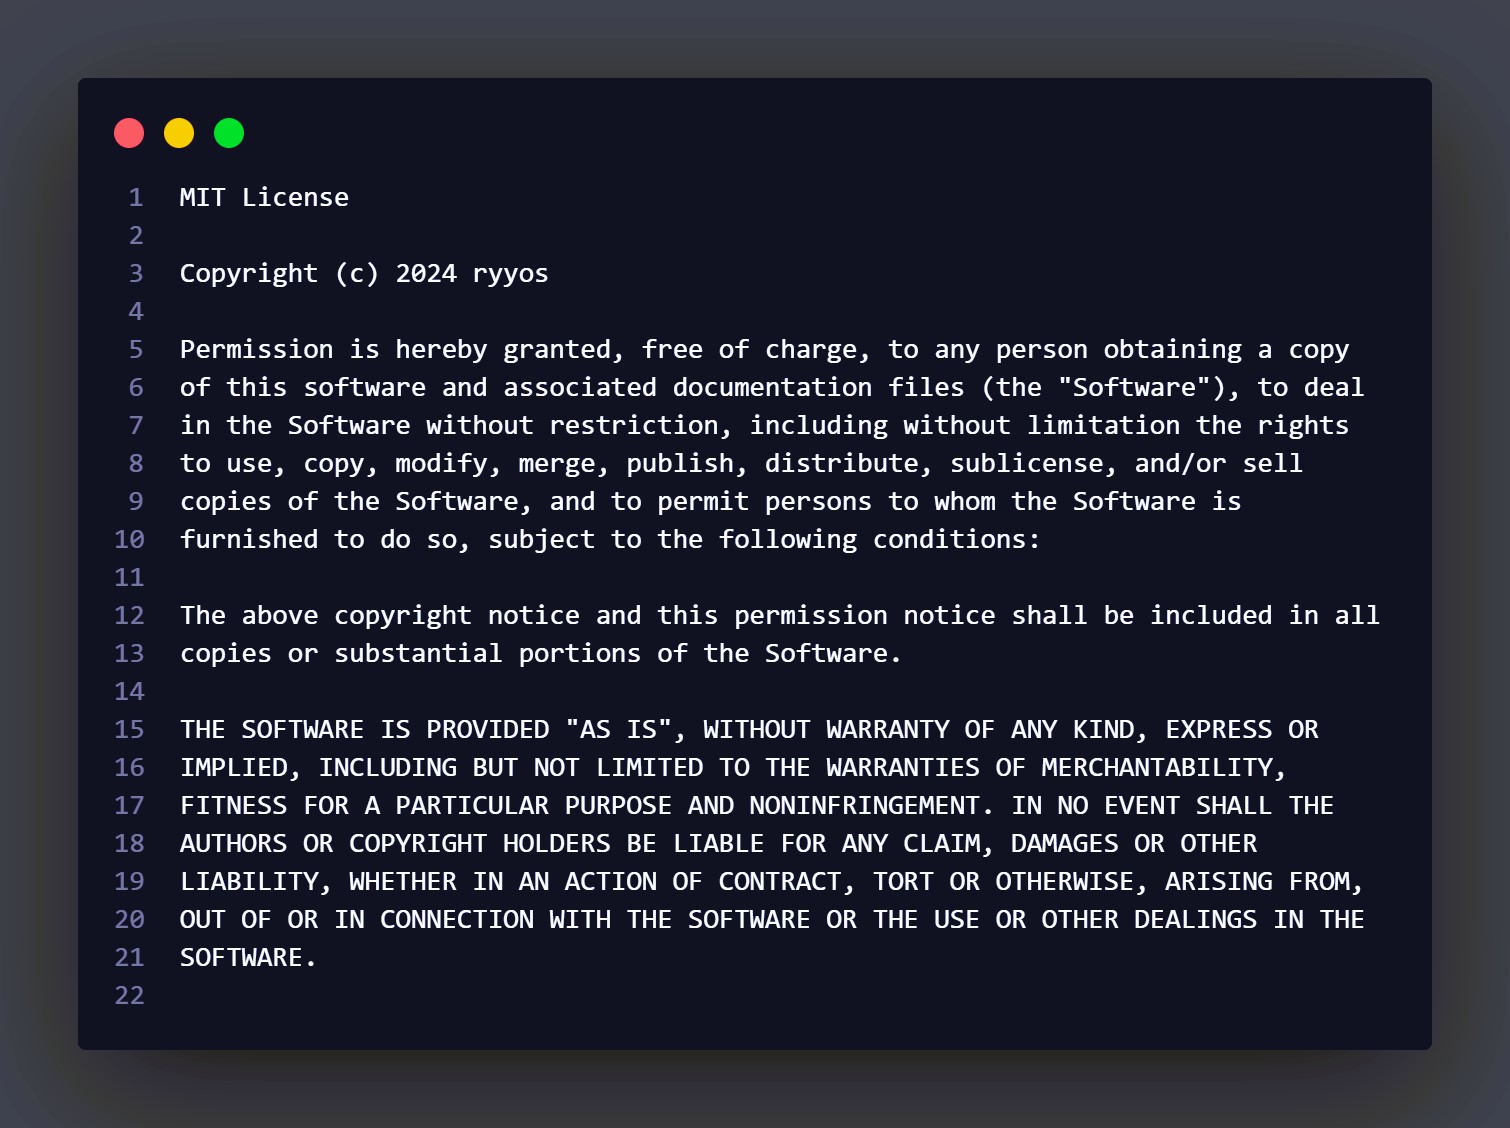 1 MIT License
2
3 Copyright (c) 2024 ryyos
4
5 Permission is hereby granted, free of charge, to any person obtaining a copy
6 of this software and associated documentation files (the "Software"), to deal
7 in the Software without restriction, including without limitation the rights
8 to use, copy, modify, merge, publish, distribute, sublicense, and/or sell
9 copies of the Software, and to permit persons to whom the Software is
10 furnished to do so, subject to the following conditions:
11
12 The above copyright notice and this permission notice shall be included in all
13 copies or substantial portions of the Software.
14
15 THE SOFTWARE IS PROVIDED "AS IS", WITHOUT WARRANTY OF ANY KIND, EXPRESS OR
16 IMPLIED, INCLUDING BUT NOT LIMITED TO THE WARRANTIES OF MERCHANTABILITY,
17 FITNESS FOR A PARTICULAR PURPOSE AND NONINFRINGEMENT. IN NO EVENT SHALL THE
18 AUTHORS OR COPYRIGHT HOLDERS BE LIABLE FOR ANY CLAIM, DAMAGES OR OTHER
19 LIABILITY, WHETHER IN AN ACTION OF CONTRACT, TORT OR OTHERWISE, ARISING FROM,
20 OUT OF OR IN CONNECTION WITH THE SOFTWARE OR THE USE OR OTHER DEALINGS IN THE
21 SOFTWARE.
22